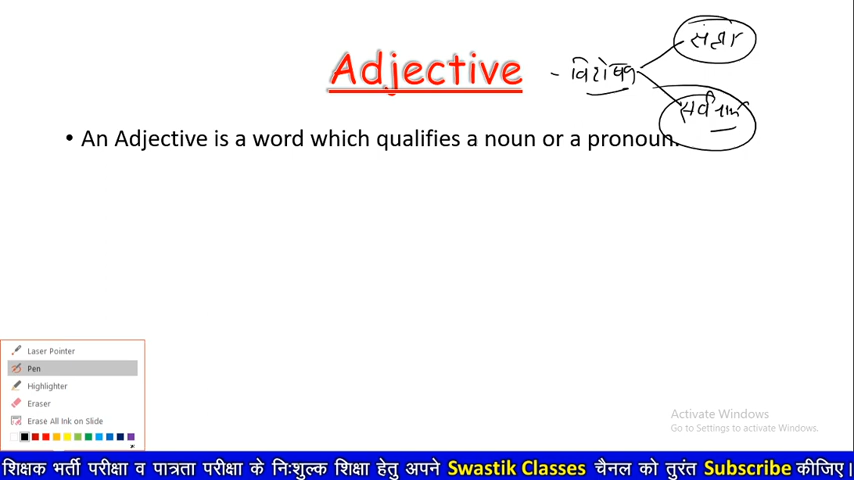 संज्ञा
Adjective - विशेषण
सर्वनाम
• An Adjective is a word which qualifies a noun or a pronoun.
Laser Pointer
Pen
Highlighter
Eraser
Erase All Ink on Slide
Activate Windows
Go to Settings to activate Windows.
शिक्षक भर्ती परीक्षा व पात्रता परीक्षा के निःशुल्क शिक्षा हेतु अपने Swastik Classes चैनल को तुरंत Subscribe कीजिए।